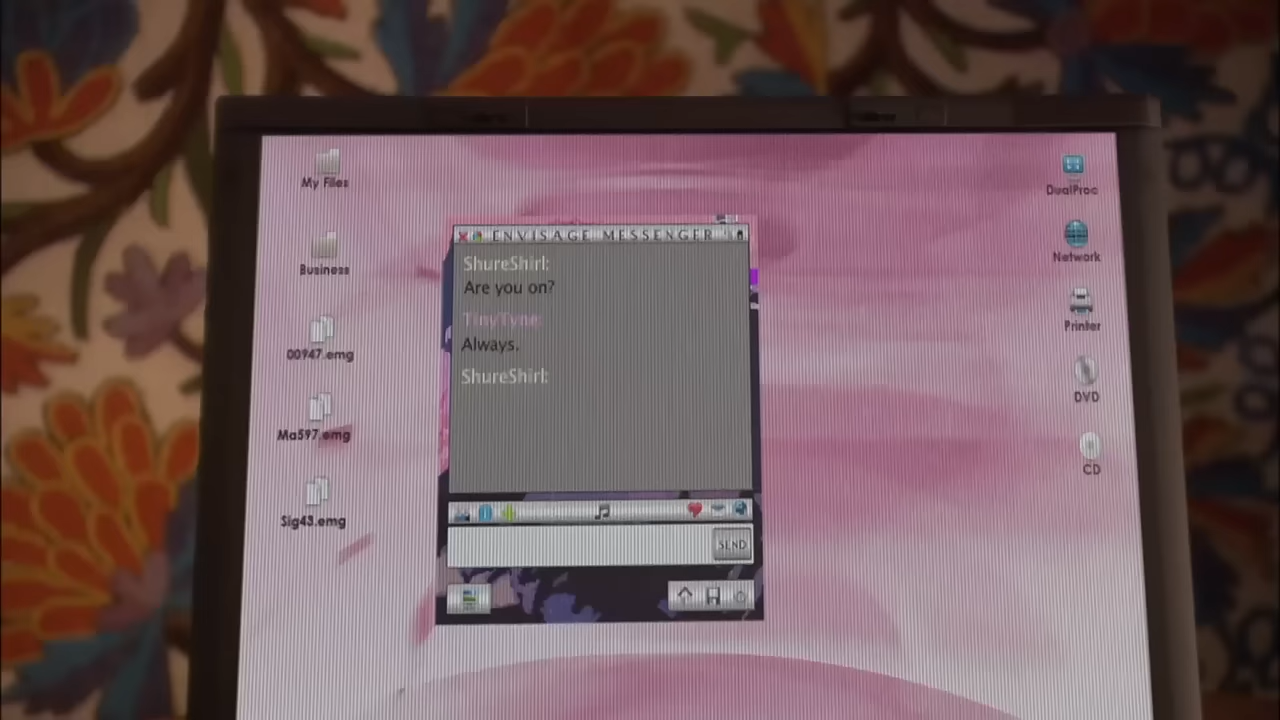 My Files
Business
00947.emg
Ma597.emg
Sig43.emg
ENVISAGE MESSENGER
ShureShirl:
Are you on?
TinyTyne:
Always.
ShureShirl:
SEND
DualProc
Network
Printer
DVD
CD